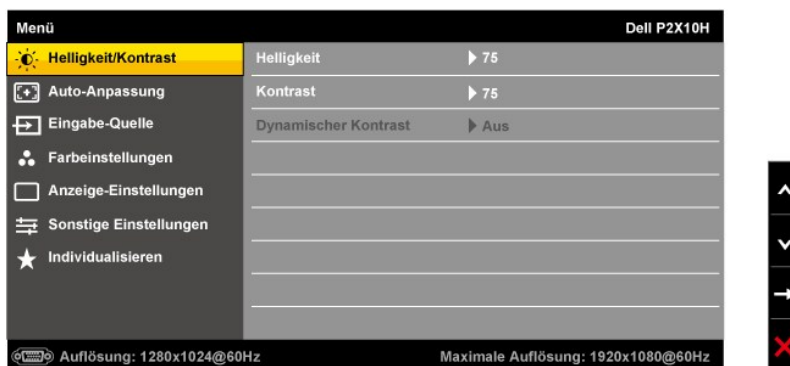 Menü Dell P2X10H
Helligkeit/Kontrast Helligkeit 75
Auto-Anpassung Kontrast 75
Eingabe-Quelle Dynamischer Kontrast Aus
Farbeinstellungen
Anzeige-Einstellungen
Sonstige Einstellungen
Individualisieren
Auflösung: 1280x1024@60Hz Maximale Auflösung: 1920x1080@60Hz